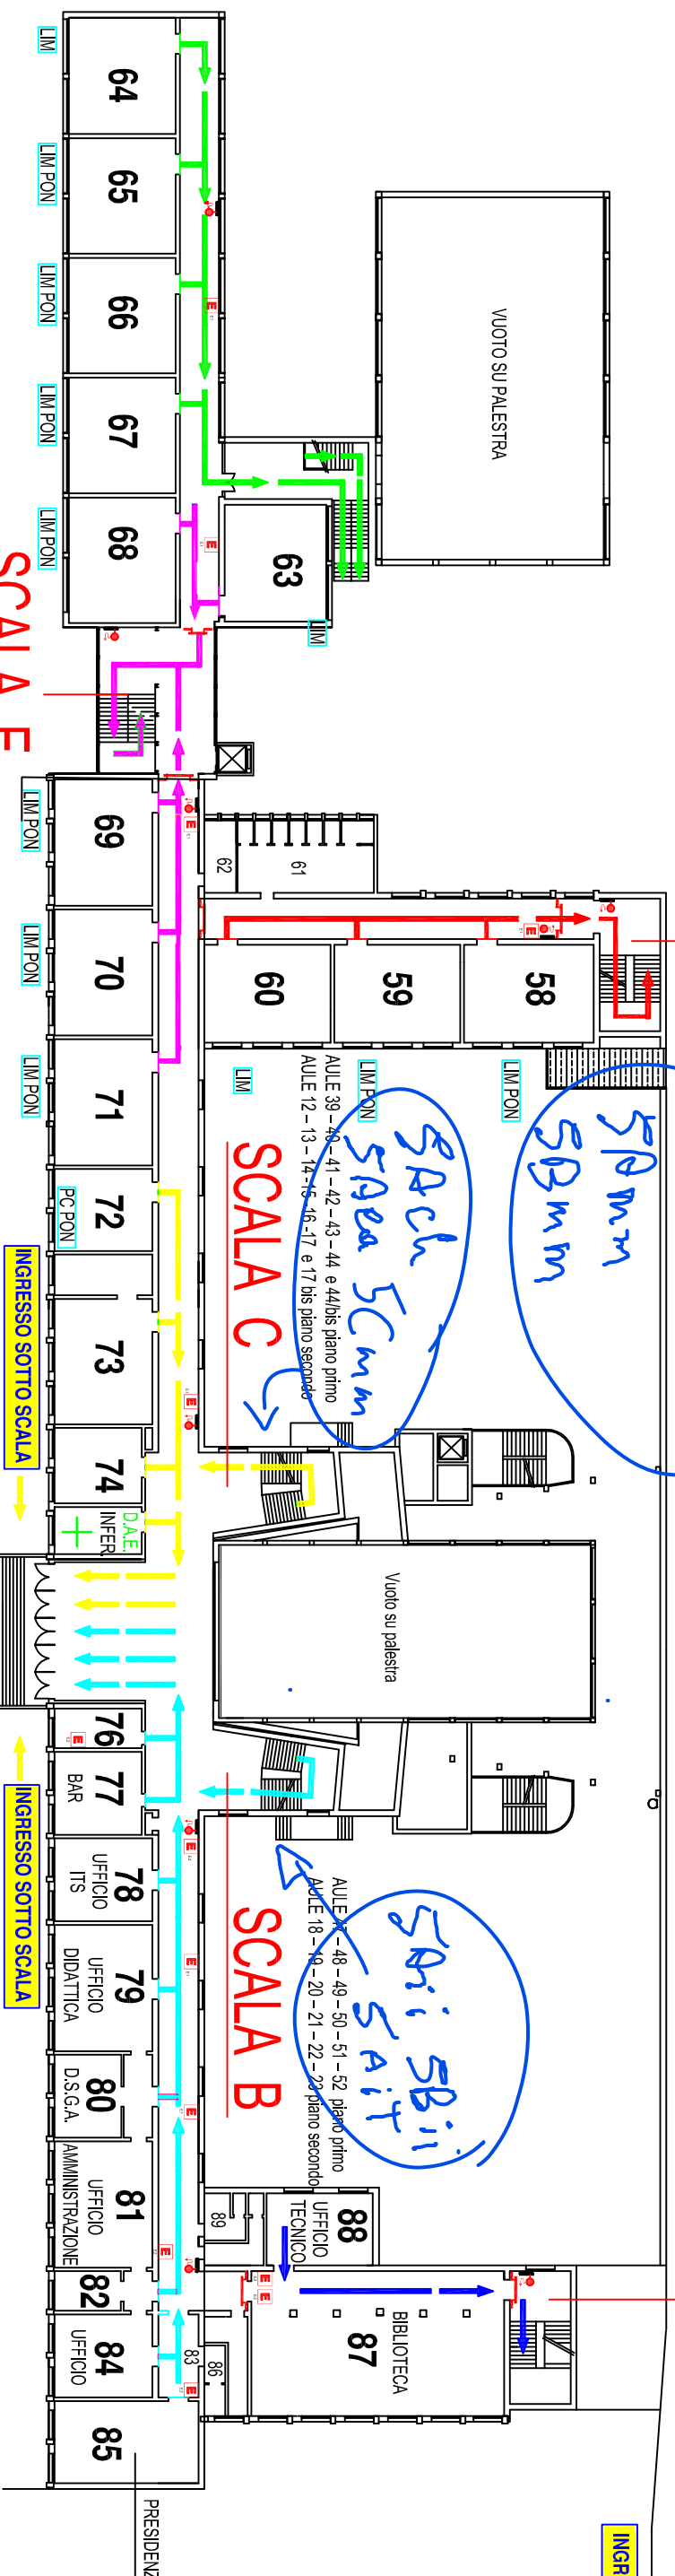 64
LIM
65
LIM PON
66
LIM PON
67
LIM PON
68
LIM PON
VUOTO SU PALESTRA
63
LIM
SCALA
69
LIM PON
70
LIM PON
71
LIM PON
72
PC PON
73
74
D.A.E.
INFER.
62
61
60
LIM
59
LIM PON
58
LIM PON
AULE 39 – 40 – 41 – 42 – 43 – 44 e 44/bis piano primo
AULE 12 – 13 – 14 -15 -16 -17 e 17 bis piano secondo
SCALA C
5Ach
5Aea 5Cmm
5Amm
5Bmm
INGRESSO SOTTO SCALA
Vuoto su palestra
INGRESSO SOTTO SCALA
76
77
BAR
78
UFFICIO
ITS
79
UFFICIO
DIDATTICA
80
D.S.G.A.
81
UFFICIO
AMMINISTRAZIONE
82
83
84
UFFICIO
85
86
PRESIDENZ
AULE 47 – 48 – 49 – 50 – 51 – 52 piano primo
AULE 18 – 19 – 20 – 21 – 22 – 23 piano secondo
SCALA B
5Aii 5Bii
5Ait
88
UFFICIO
TECNICO
89
BIBLIOTECA
87
INGR